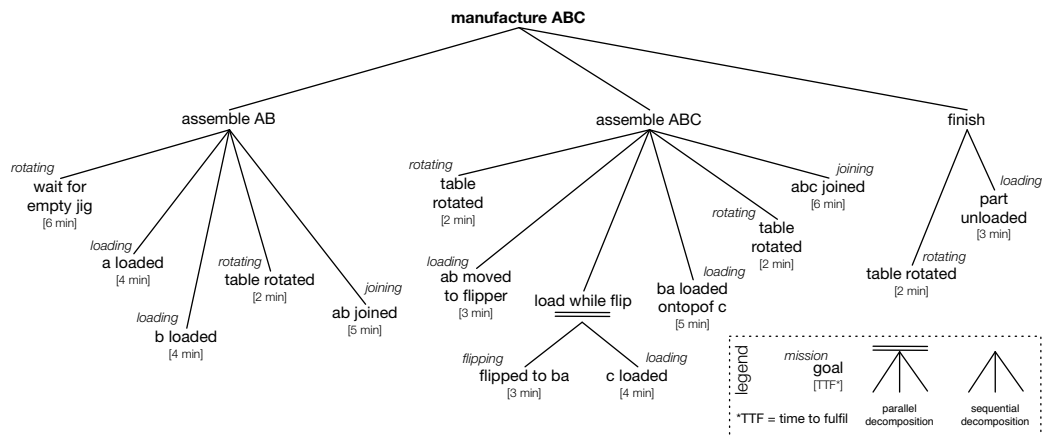 manufacture ABC
assemble AB
assemble ABC
finish
rotating
wait for
empty jig
[6 min]
loading
a loaded
[4 min]
loading
b loaded
[4 min]
rotating
table rotated
[2 min]
joining
ab joined
[5 min]
rotating
table
rotated
[2 min]
loading
ab moved
to flipper
[3 min]
load while flip
flipping
flipped to ba
[3 min]
loading
c loaded
[4 min]
loading
ba loaded
ontopof c
[5 min]
rotating
table
rotated
[2 min]
joining
abc joined
[6 min]
rotating
table rotated
[2 min]
loading
part
unloaded
[3 min]
legend
mission
goal
[TTF*]
*TTF = time to fulfil
parallel
decomposition
sequential
decomposition